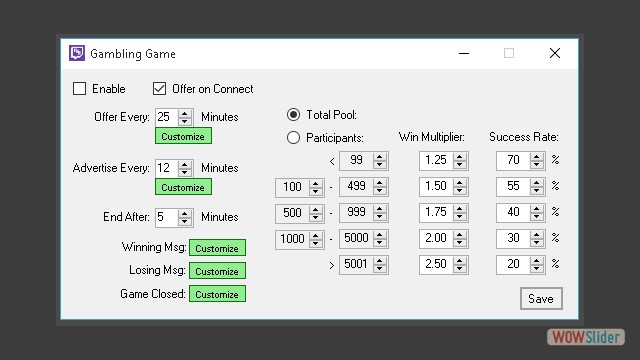 Gambling Game
Enable
Offer on Connect
Offer Every: 25 Minutes
Customize
Advertise Every: 12 Minutes
Customize
End After: 5 Minutes
Winning Msg: Customize
Losing Msg: Customize
Game Closed: Customize
Total Pool:
Participants: Win Multiplier: Success Rate:
< 99 1.25 70 %
100 - 499 1.50 55 %
500 - 999 1.75 40 %
1000 - 5000 2.00 30 %
> 5001 2.50 20 %
Save
WOWSlider